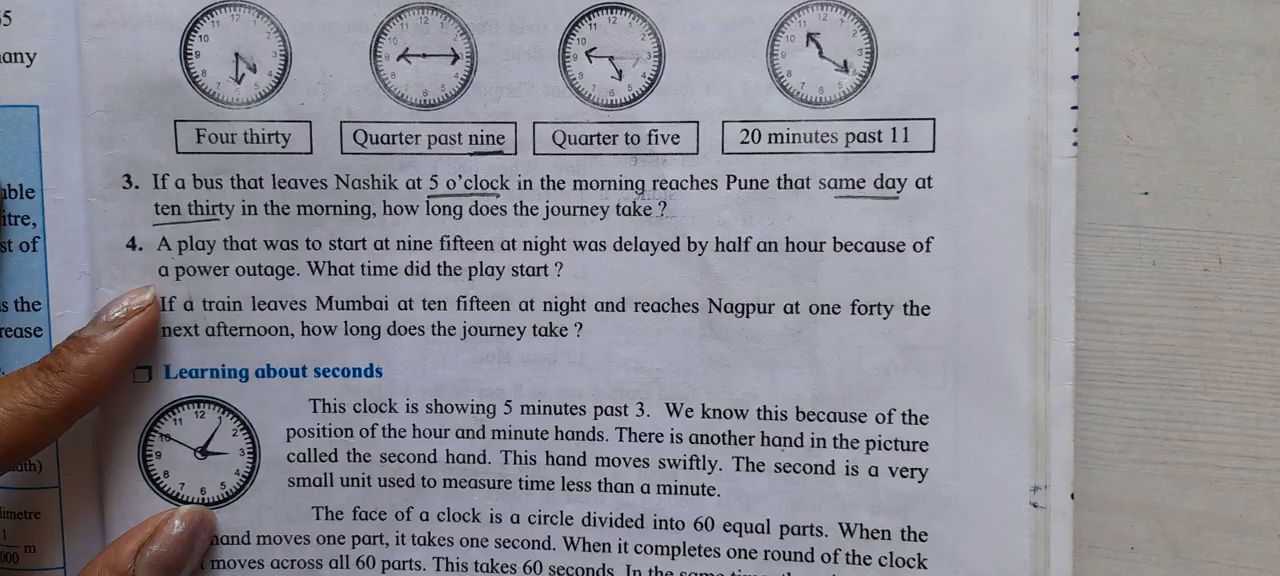 Four thirty
Quarter past nine
Quarter to five
20 minutes past 11
3. If a bus that leaves Nashik at 5 o'clock in the morning reaches Pune that same day at
ten thirty in the morning, how long does the journey take ?
4. A play that was to start at nine fifteen at night was delayed by half an hour because of
a power outage. What time did the play start ?
If a train leaves Mumbai at ten fifteen at night and reaches Nagpur at one forty the
next afternoon, how long does the journey take ?
Learning about seconds
This clock is showing 5 minutes past 3. We know this because of the
position of the hour and minute hands. There is another hand in the picture
called the second hand. This hand moves swiftly. The second is a very
small unit used to measure time less than a minute.
The face of a clock is a circle divided into 60 equal parts. When the
hand moves one part, it takes one second. When it completes one round of the clock
moves across all 60 parts. This takes 60 seconds. In the